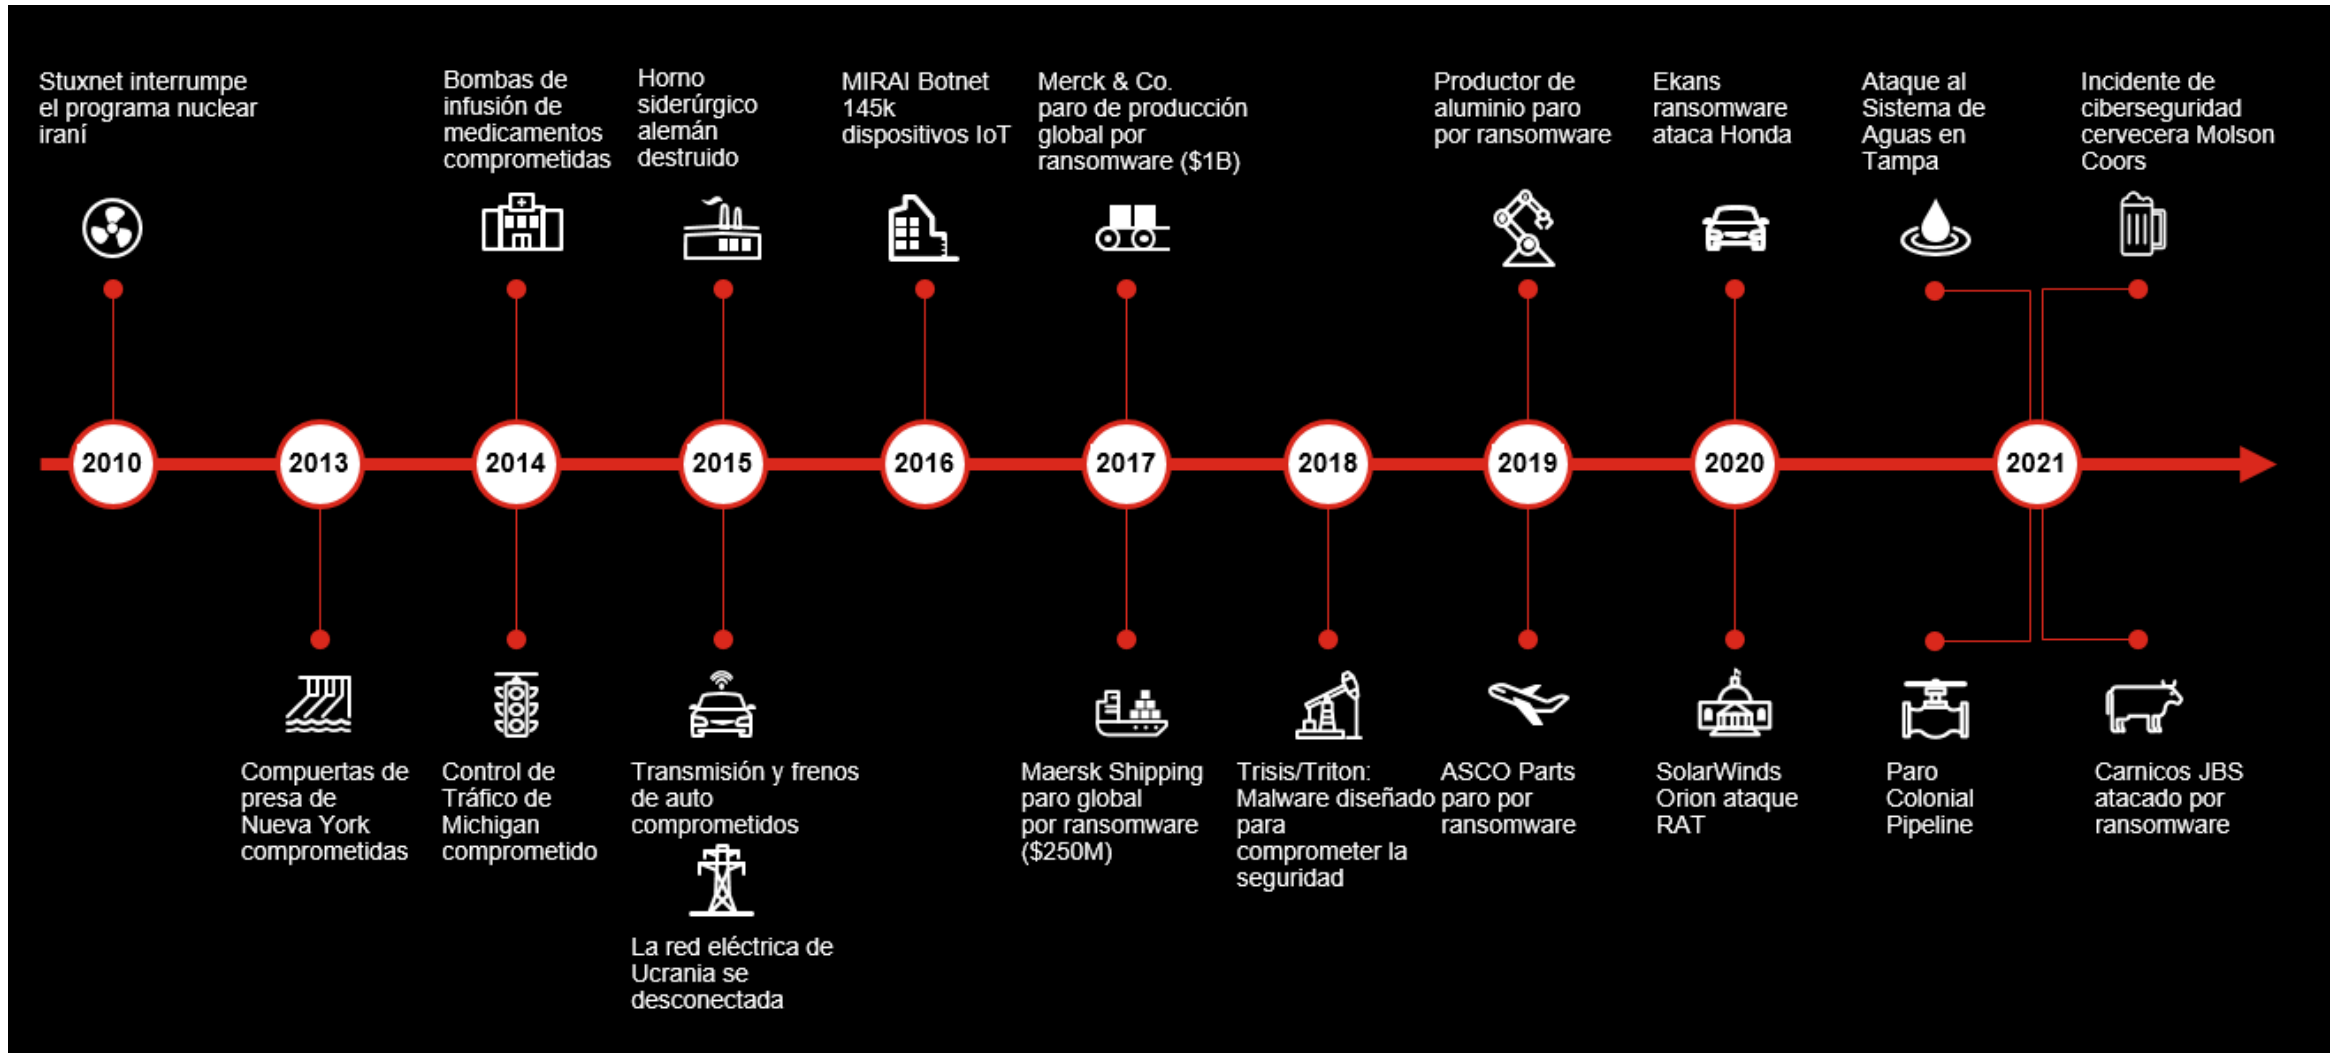 Stuxnet interrumpe
el programa nuclear
iraní
Bombas de
infusión de
medicamentos
comprometidas
Horno
siderúrgico
alemán
destruido
MIRAI Botnet
145k
dispositivos IoT
Merck & Co.
paro de producción
global por
ransomware ($1B)
Productor de
aluminio paro
por ransomware
Ekans
ransomware
ataca Honda
Ataque al
Sistema de
Aguas en
Tampa
Incidente de
ciberseguridad
cervecera Molson
Coors
2010
2013
2014
2015
2016
2017
2018
2019
2020
2021
Compuertas de
presa de
Nueva York
comprometidas
Control de
Tráfico de
Michigan
comprometido
Transmisión y frenos
de auto
comprometidos
La red eléctrica de
Ucrania se
desconectada
Maersk Shipping
paro global
por ransomware
($250M)
Trisis/Triton:
Malware diseñado
para
comprometer la
seguridad
ASCO Parts
paro por
ransomware
SolarWinds
Orion ataque
RAT
Paro
Colonial
Pipeline
Carnicos JBS
atacado por
ransomware